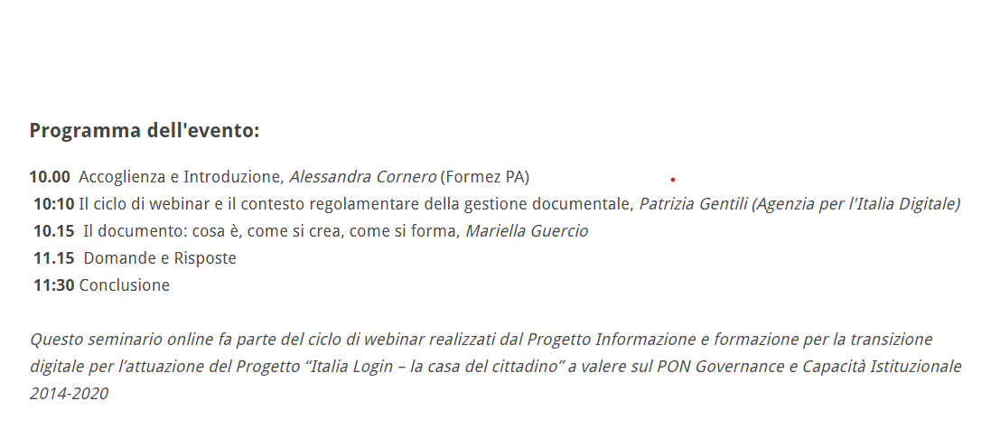 Programma dell'evento:
10.00 Accoglienza e Introduzione, Alessandra Cornero (Formez PA)
10:10 Il ciclo di webinar e il contesto regolamentare della gestione documentale, Patrizia Gentili (Agenzia per l'Italia Digitale)
10.15 Il documento: cosa è, come si crea, come si forma, Mariella Guercio
11.15 Domande e Risposte
11:30 Conclusione
Questo seminario online fa parte del ciclo di webinar realizzati dal Progetto Informazione e formazione per la transizione
digitale per l’attuazione del Progetto “Italia Login – la casa del cittadino” a valere sul PON Governance e Capacità Istituzionale
2014-2020